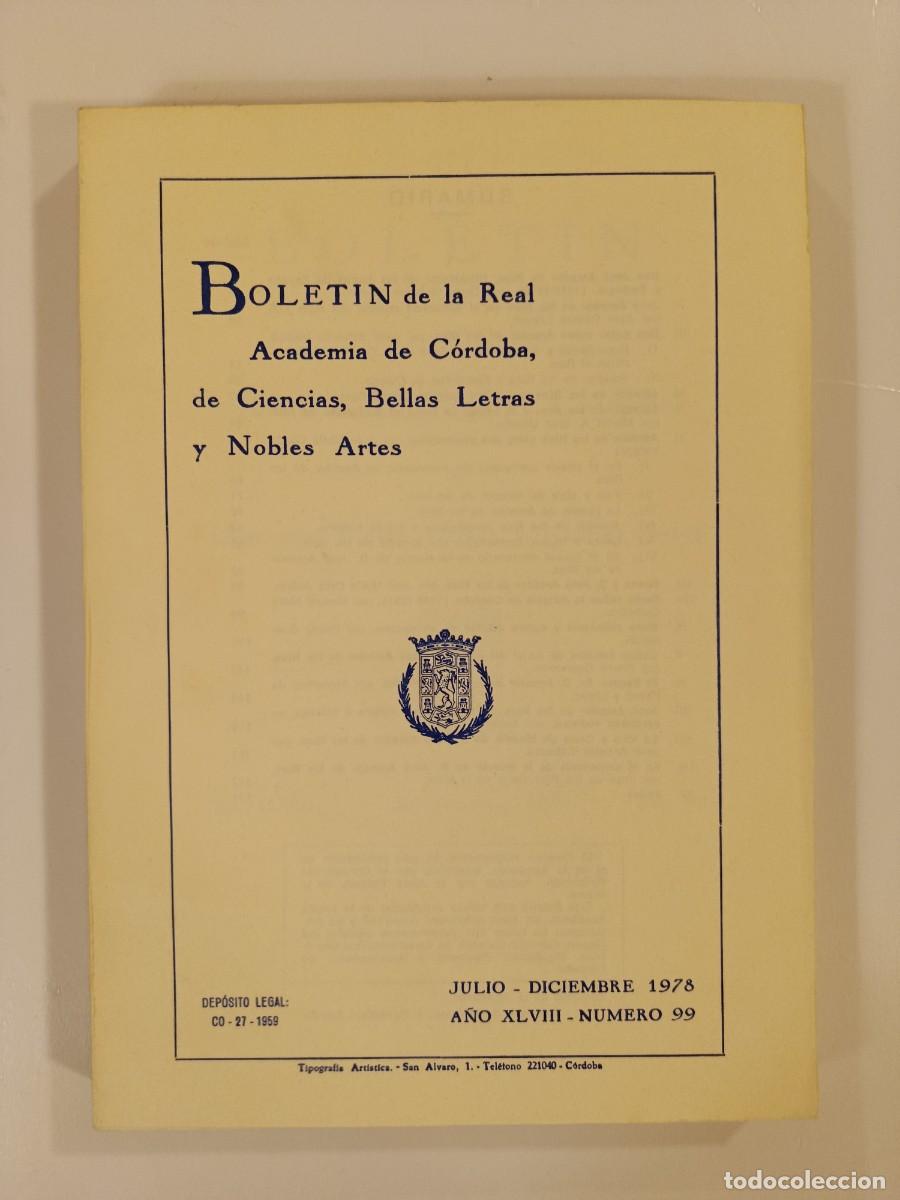 BOLETIN de la Real
Academia de Córdoba,
de Ciencias, Bellas Letras
y Nobles Artes
DEPÓSITO LEGAL:
CO - 27 - 1959
JULIO - DICIEMBRE 1978
AÑO XLVIII - NUMERO 99
Tipografía Artística. - San Alvaro, 1. - Teléfono 221040 - Córdoba
todocoleccion